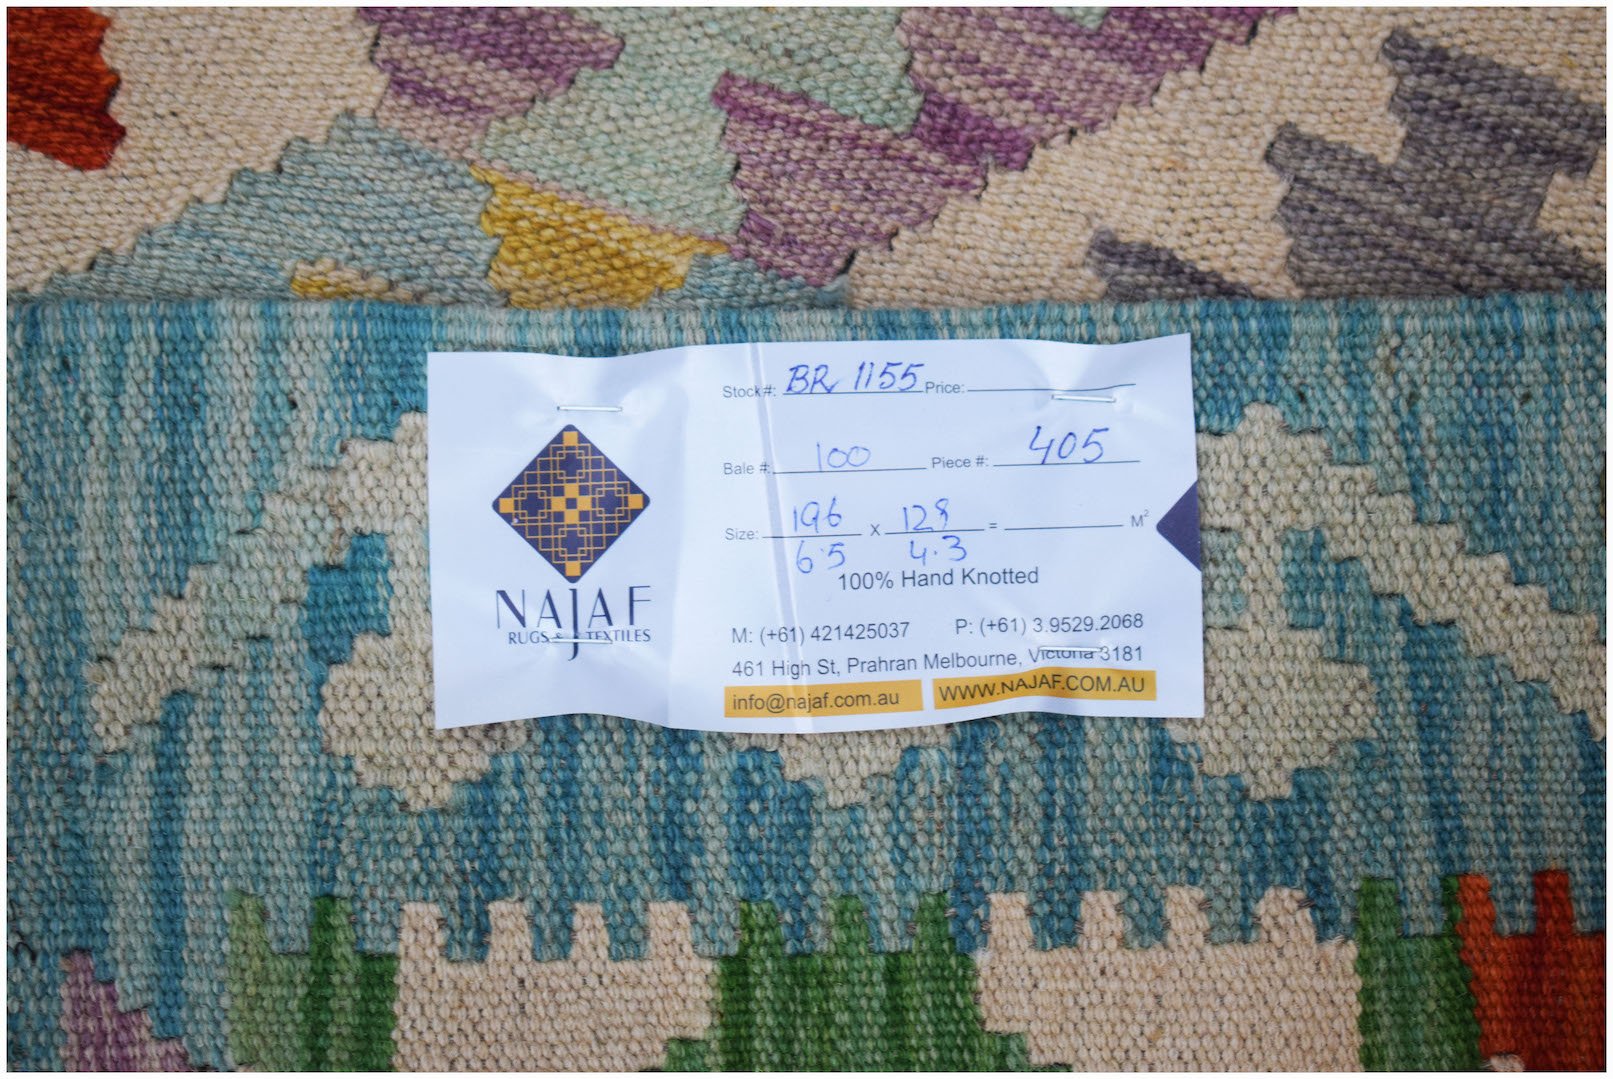 Stock#: BR 1155 Price:
Bale #: 100 Piece #: 405
Size: 196 x 128 = M²
6.5 4.3
100% Hand Knotted
NAJAF
RUGS & TEXTILES
M: (+61) 421425037 P: (+61) 3.9529.2068
461 High St, Prahran Melbourne, Victoria 3181
info@najaf.com.au WWW.NAJAF.COM.AU